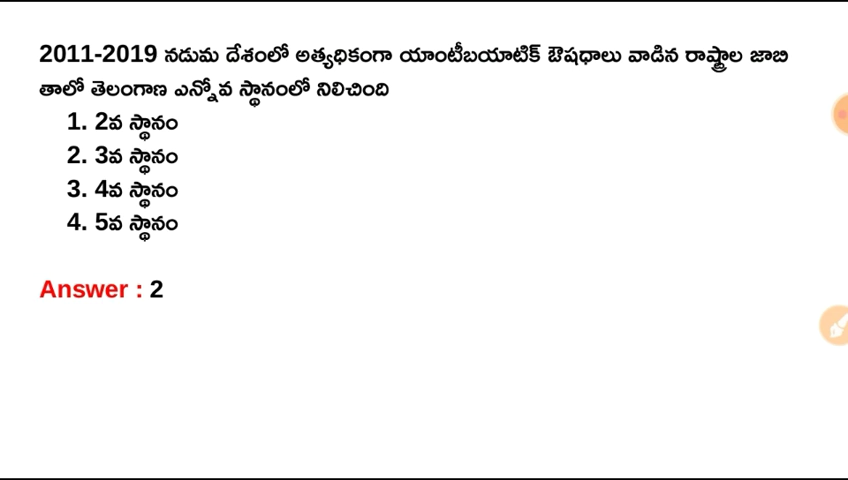 2011-2019 నడుమ దేశంలో అత్యధికంగా యాంటీబయాటిక్ ఔషధాలు వాడిన రాష్ట్రాల జాబి
తాలో తెలంగాణ ఎన్నోవ స్థానంలో నిలిచింది
1. 2వ స్థానం
2. 3వ స్థానం
3. 4వ స్థానం
4. 5వ స్థానం
Answer : 2